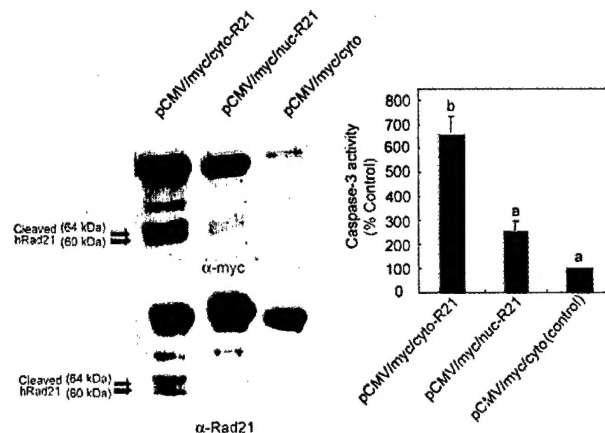 pCMV/myc/cyto-R21
pCMV/myc/nuc-R21
pCMV/myc/cyto
Cleaved (64 kDa)
hRad21 (60 kDa)
α-myc
Cleaved (64 kDa)
hRad21 (60 kDa)
α-Rad21
Caspase-3 activity
(% Control)
800
700
600
500
400
300
200
100
0
b
a
a
pCMV/myc/cyto-R21
pCMV/myc/nuc-R21
pCMV/myc/cyto (control)